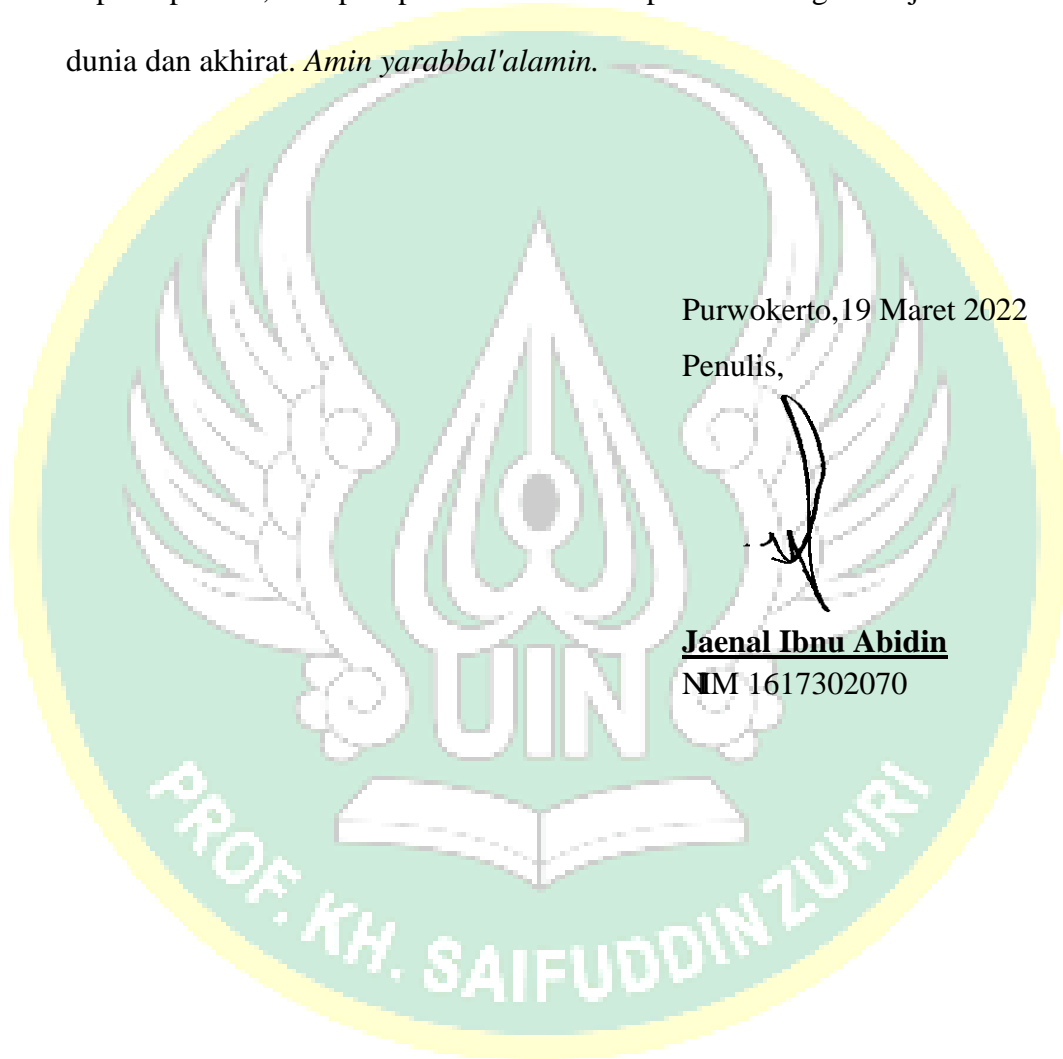 dunia dan akhirat. Amin yarabbal'alamin.
Purwokerto,19 Maret 2022
Penulis,
Jaenal Ibnu Abidin
NIM 1617302070
UIN
PROF. KH. SAIFUDDIN ZUHRI